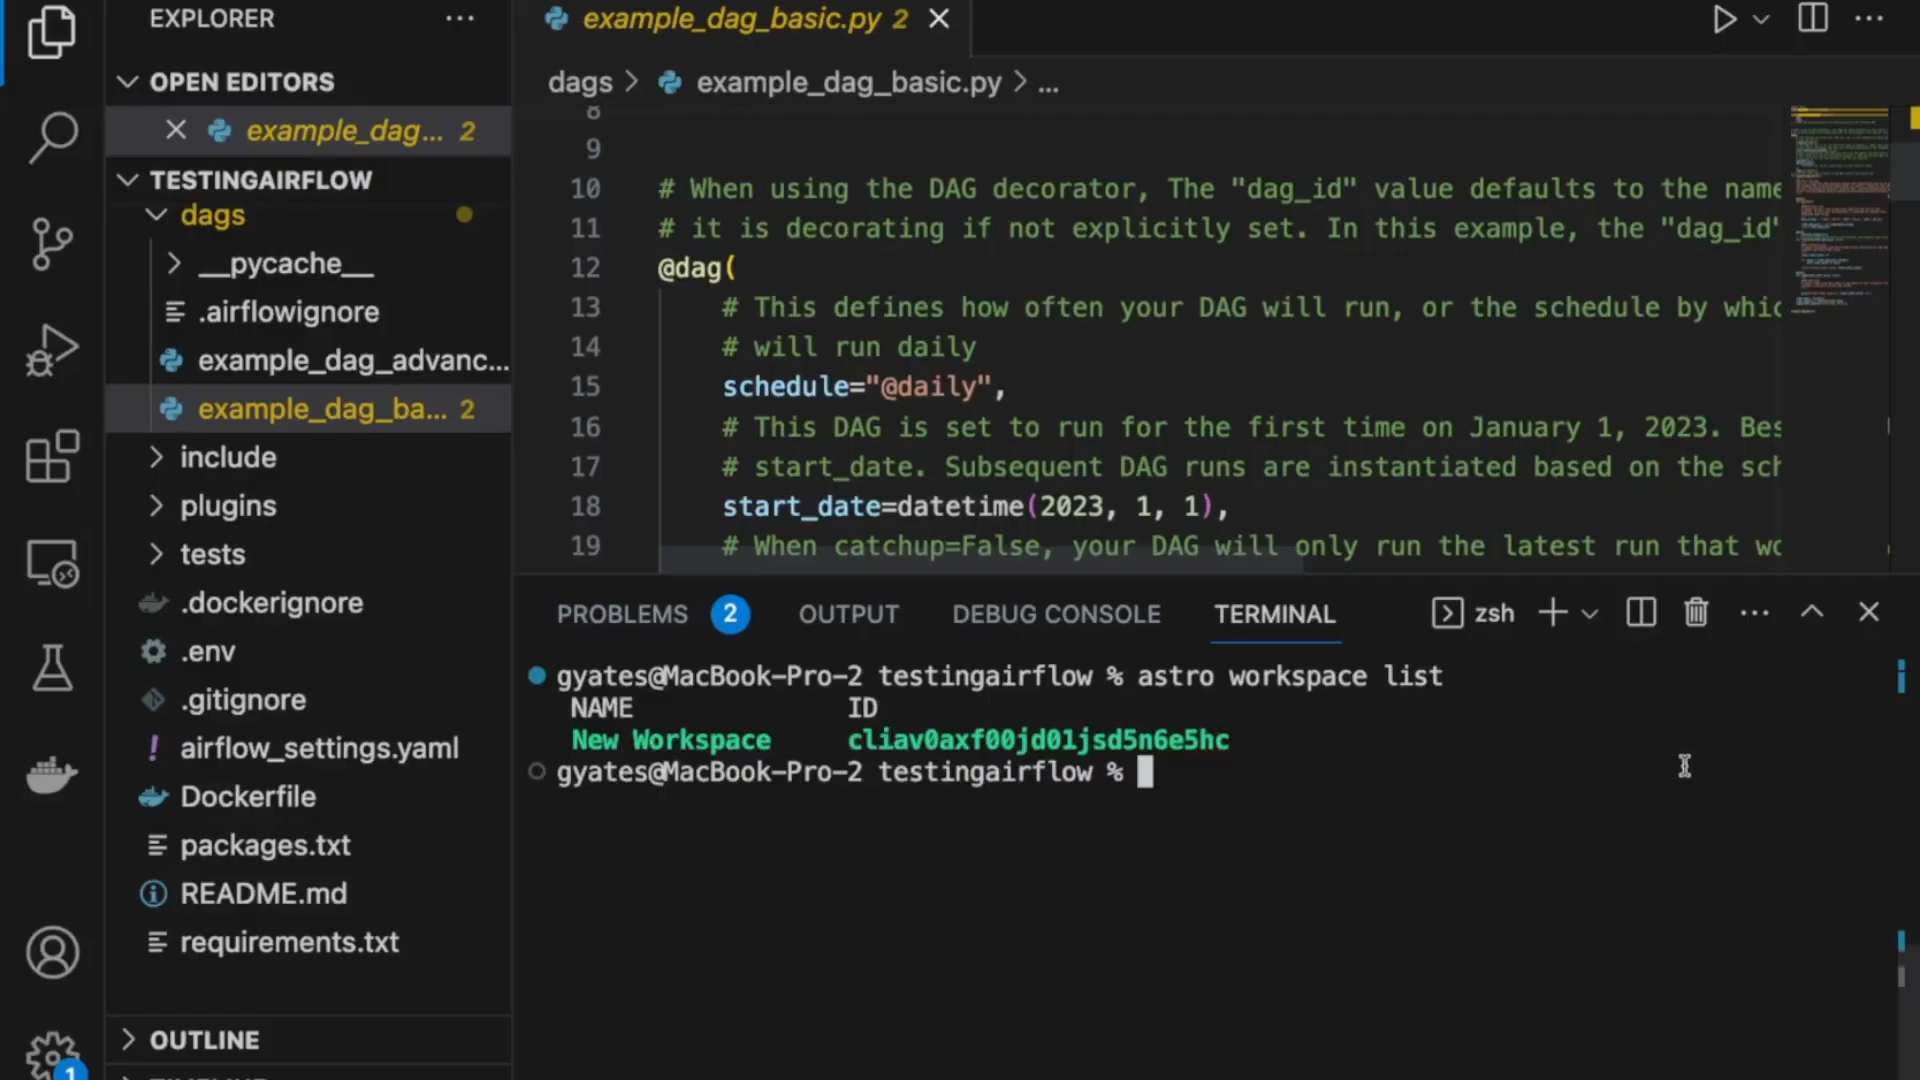 EXPLORER
OPEN EDITORS
example_dag... 2
TESTINGAIRFLOW
dags
__pycache__
.airflowignore
example_dag_advanc...
example_dag_ba... 2
include
plugins
tests
.dockerignore
.env
.gitignore
! airflow_settings.yaml
Dockerfile
packages.txt
README.md
requirements.txt
OUTLINE
1
example_dag_basic.py 2
dags > example_dag_basic.py > ...
8
9
10 # When using the DAG decorator, The "dag_id" value defaults to the name
11 # it is decorating if not explicitly set. In this example, the "dag_id"
12 @dag(
13 # This defines how often your DAG will run, or the schedule by
14 # will run daily
15 schedule="@daily",
16 # This DAG is set to run for the first time on January 1, 2023.
17 # start_date. Subsequent DAG runs are instantiated based on the
18 start_date=datetime(2023, 1, 1),
19 # When catchup=False, your DAG will only run the latest run that
PROBLEMS 2 OUTPUT DEBUG CONSOLE TERMINAL zsh
gyates@MacBook-Pro-2 testingairflow % astro workspace list
NAME ID
New Workspace cliav0axf00jd01jsd5n6e5hc
gyates@MacBook-Pro-2 testingairflow %